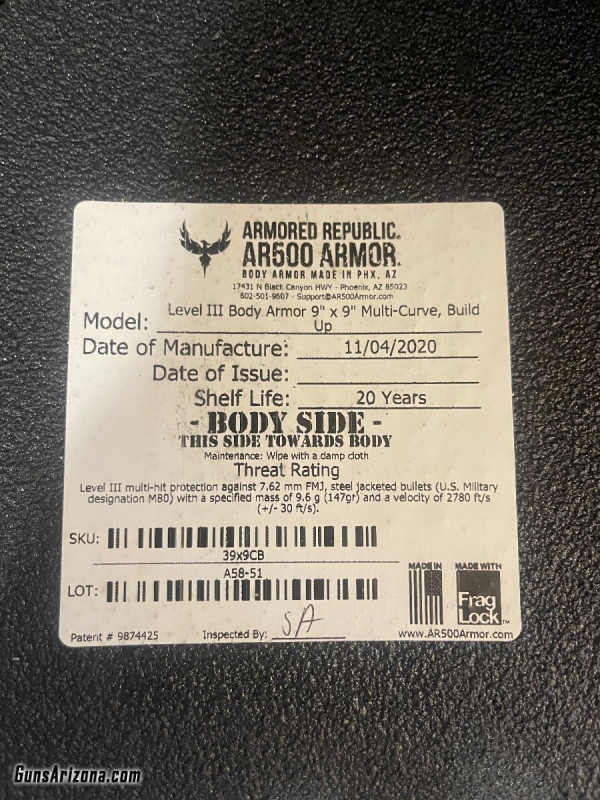 ARMORED REPUBLIC.
AR500 ARMOR.
BODY ARMOR MADE IN PHX, AZ
17431 N Black Canyon HWY - Phoenix, AZ 85023
602-501-9607 - Support@AR500Armor.com
Model: Level III Body Armor 9" x 9" Multi-Curve, Build
Up
Date of Manufacture: 11/04/2020
Date of Issue:
Shelf Life: 20 Years
- BODY SIDE -
THIS SIDE TOWARDS BODY
Maintenance: Wipe with a damp cloth
Threat Rating
Level III multi-hit protection against 7.62 mm FMJ, steel jacketed bullets (U.S. Military
designation M80) with a specified mass of 9.6 g (147gr) and a velocity of 2780 ft/s
(+/- 30 ft/s).
SKU:
39x9CB
A58-51
LOT:
MADE IN
MADE WITH
Frag
Lock™
Patent # 9874425
Inspected By: SA
www.AR500Armor.com
GunsArizona.com